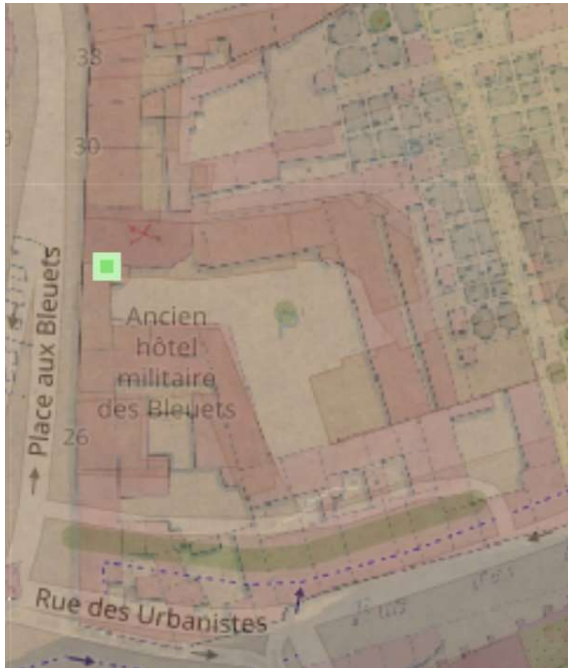 38
30
Place aux Bleuets
Ancien
hôtel
militaire
des Bleuets
26
Rue des Urbanistes